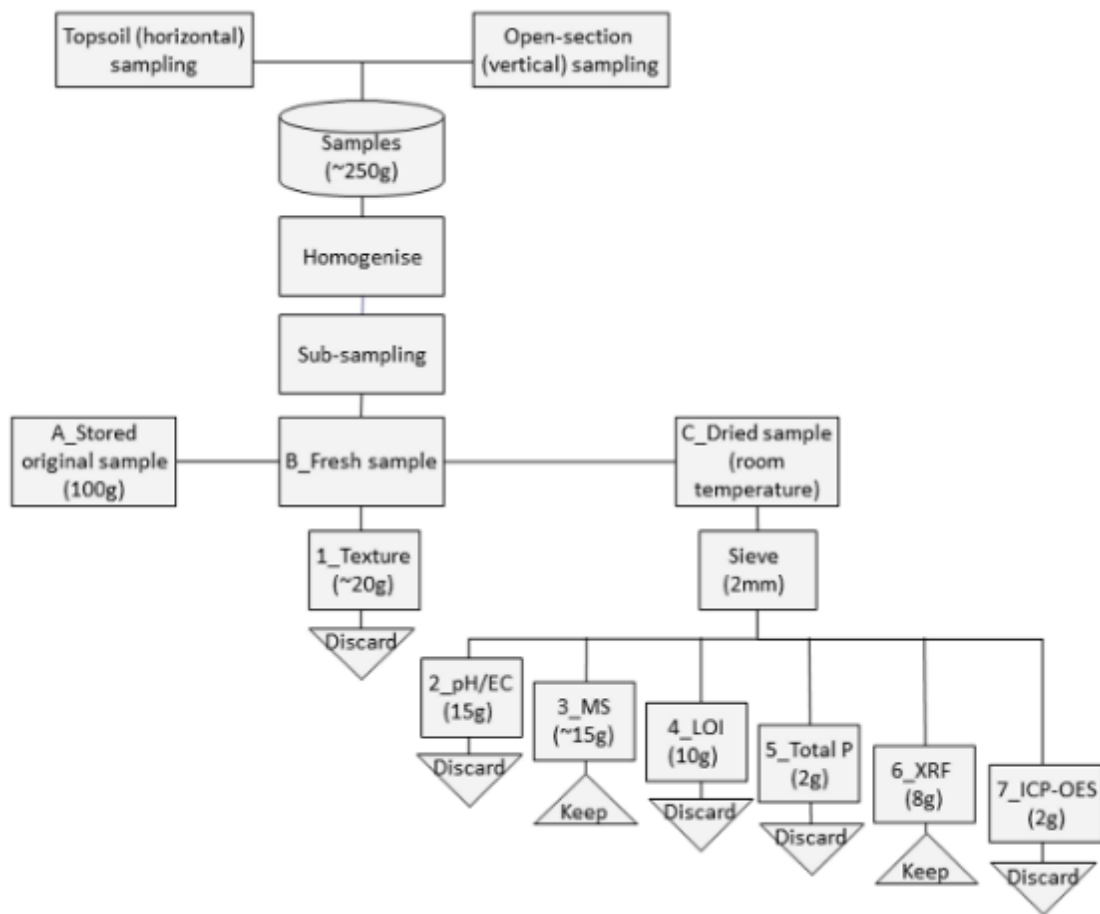 Topsoil (horizontal)
sampling
Open-section
(vertical) sampling
Samples
(~250g)
Homogenise
Sub-sampling
A_Stored
original sample
(100g)
B_Fresh sample
C_Dried sample
(room
temperature)
1_Texture
(~20g)
Discard
Sieve
(2mm)
2_pH/EC
(15g)
Discard
3_MS
(~15g)
Keep
4_LOI
(10g)
Discard
5_Total P
(2g)
Discard
6_XRF
(8g)
Keep
7_ICP-OES
(2g)
Discard